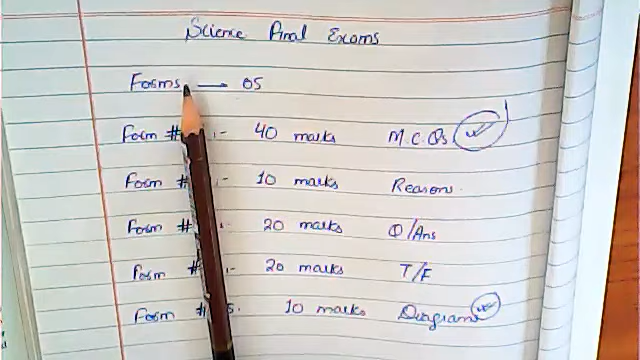 Science Final Exams
Forms — 05
Form # :- 40 marks M.C.Qs
Form # :- 10 marks Reasons.
Form # :- 20 marks Q/Ans
Form # :- 20 marks T/F
Form # 5. 10 marks Diagrams